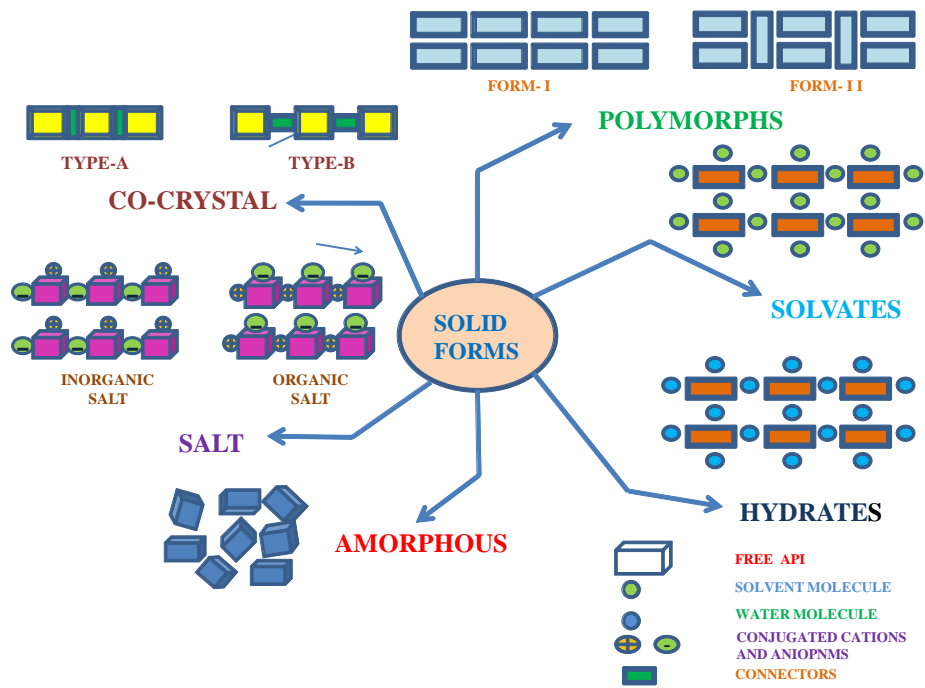 FORM- I
FORM- I I
POLYMORPHS
TYPE-A
TYPE-B
CO-CRYSTAL
SOLID
FORMS
SOLVATES
INORGANIC
SALT
ORGANIC
SALT
SALT
HYDRATES
AMORPHOUS
FREE API
SOLVENT MOLECULE
WATER MOLECULE
CONJUGATED CATIONS
AND ANIOPNMS
CONNECTORS